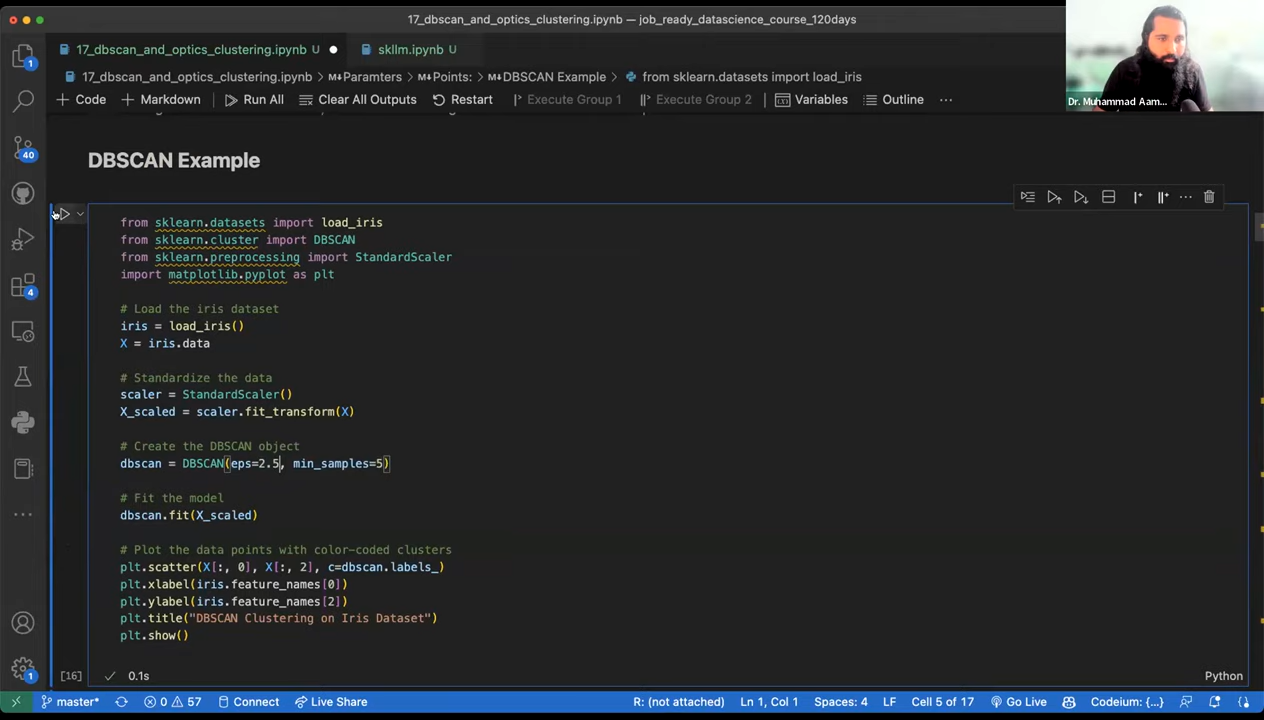 17_dbscan_and_optics_clustering.ipynb — job_ready_datascience_course_120days
17_dbscan_and_optics_clustering.ipynb U
skllm.ipynb U
17_dbscan_and_optics_clustering.ipynb > M↓Paramters > M↓Points: > M↓DBSCAN Example > from sklearn.datasets import load_iris
+ Code + Markdown Run All Clear All Outputs Restart Execute Group 1 Execute Group 2 Variables Outline ...
Dr. Muhammad Aam...
1
40
4
1
DBSCAN Example
from sklearn.datasets import load_iris
from sklearn.cluster import DBSCAN
from sklearn.preprocessing import StandardScaler
import matplotlib.pyplot as plt
# Load the iris dataset
iris = load_iris()
X = iris.data
# Standardize the data
scaler = StandardScaler()
X_scaled = scaler.fit_transform(X)
# Create the DBSCAN object
dbscan = DBSCAN(eps=2.5, min_samples=5)
# Fit the model
dbscan.fit(X_scaled)
# Plot the data points with color-coded clusters
plt.scatter(X[:, 0], X[:, 2], c=dbscan.labels_)
plt.xlabel(iris.feature_names[0])
plt.ylabel(iris.feature_names[2])
plt.title("DBSCAN Clustering on Iris Dataset")
plt.show()
[16] 0.1s Python
master* 0 57 Connect Live Share R: (not attached) Ln 1, Col 1 Spaces: 4 LF Cell 5 of 17 Go Live Codeium: {...}